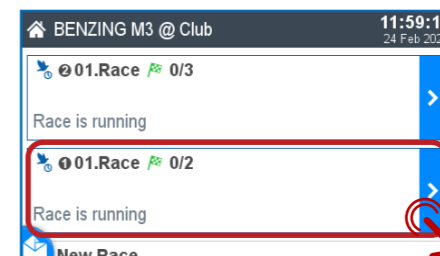 BENZING M3 @ Club 11:59:1
24 Feb 202
❷01.Race 0/3
Race is running
❶01.Race 0/2
Race is running
New Race